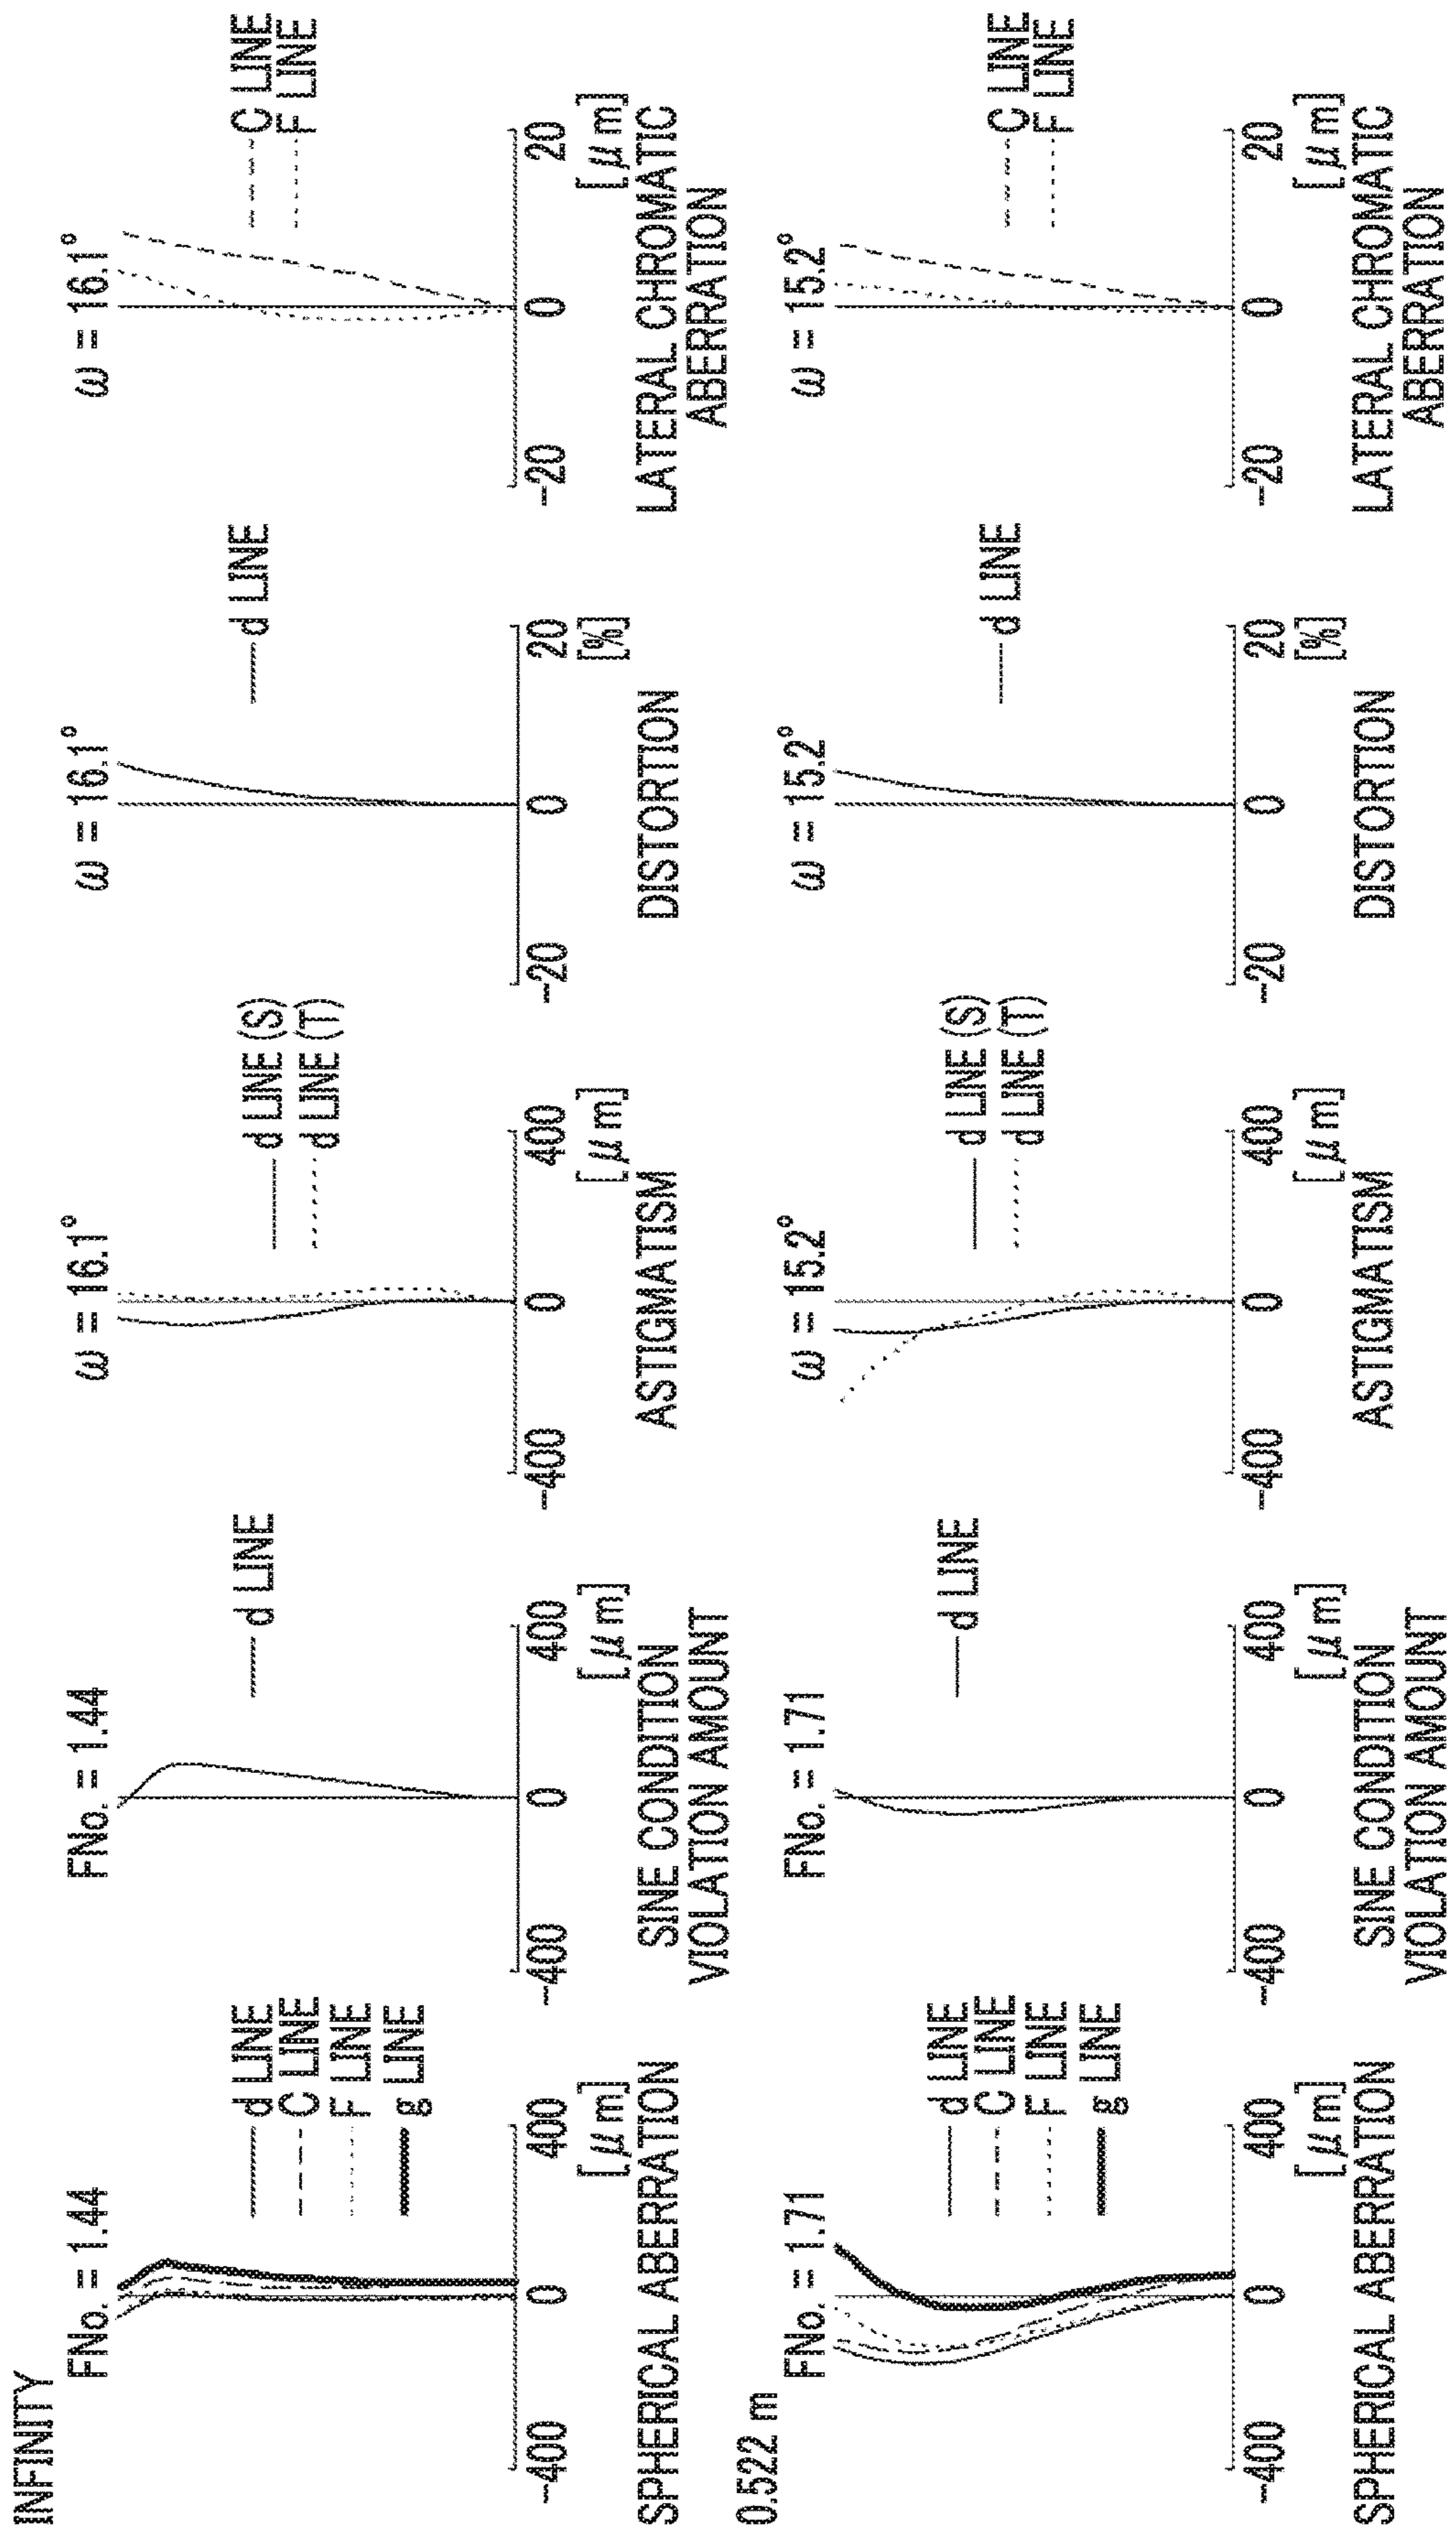 INFINITY
FNo. = 1.44
d LINE
C LINE
F LINE
g LINE
-400
0
400
[μm]
SPHERICAL ABERRATION
FNo. = 1.44
d LINE
-400
0
400
[μm]
SINE CONDITION
VIOLATION AMOUNT
ω = 16.1°
d LINE (S)
d LINE (T)
-400
0
400
[μm]
ASTIGMATISM
ω = 16.1°
d LINE
-20
0
20
[%]
DISTORTION
ω = 16.1°
C LINE
F LINE
-20
0
20
[μm]
LATERAL CHROMATIC
ABERRATION
0.522 m
FNo. = 1.71
d LINE
C LINE
F LINE
g LINE
-400
0
400
[μm]
SPHERICAL ABERRATION
FNo. = 1.71
d LINE
-400
0
400
[μm]
SINE CONDITION
VIOLATION AMOUNT
ω = 15.2°
d LINE (S)
d LINE (T)
-400
0
400
[μm]
ASTIGMATISM
ω = 15.2°
d LINE
-20
0
20
[%]
DISTORTION
ω = 15.2°
C LINE
F LINE
-20
0
20
[μm]
LATERAL CHROMATIC
ABERRATION